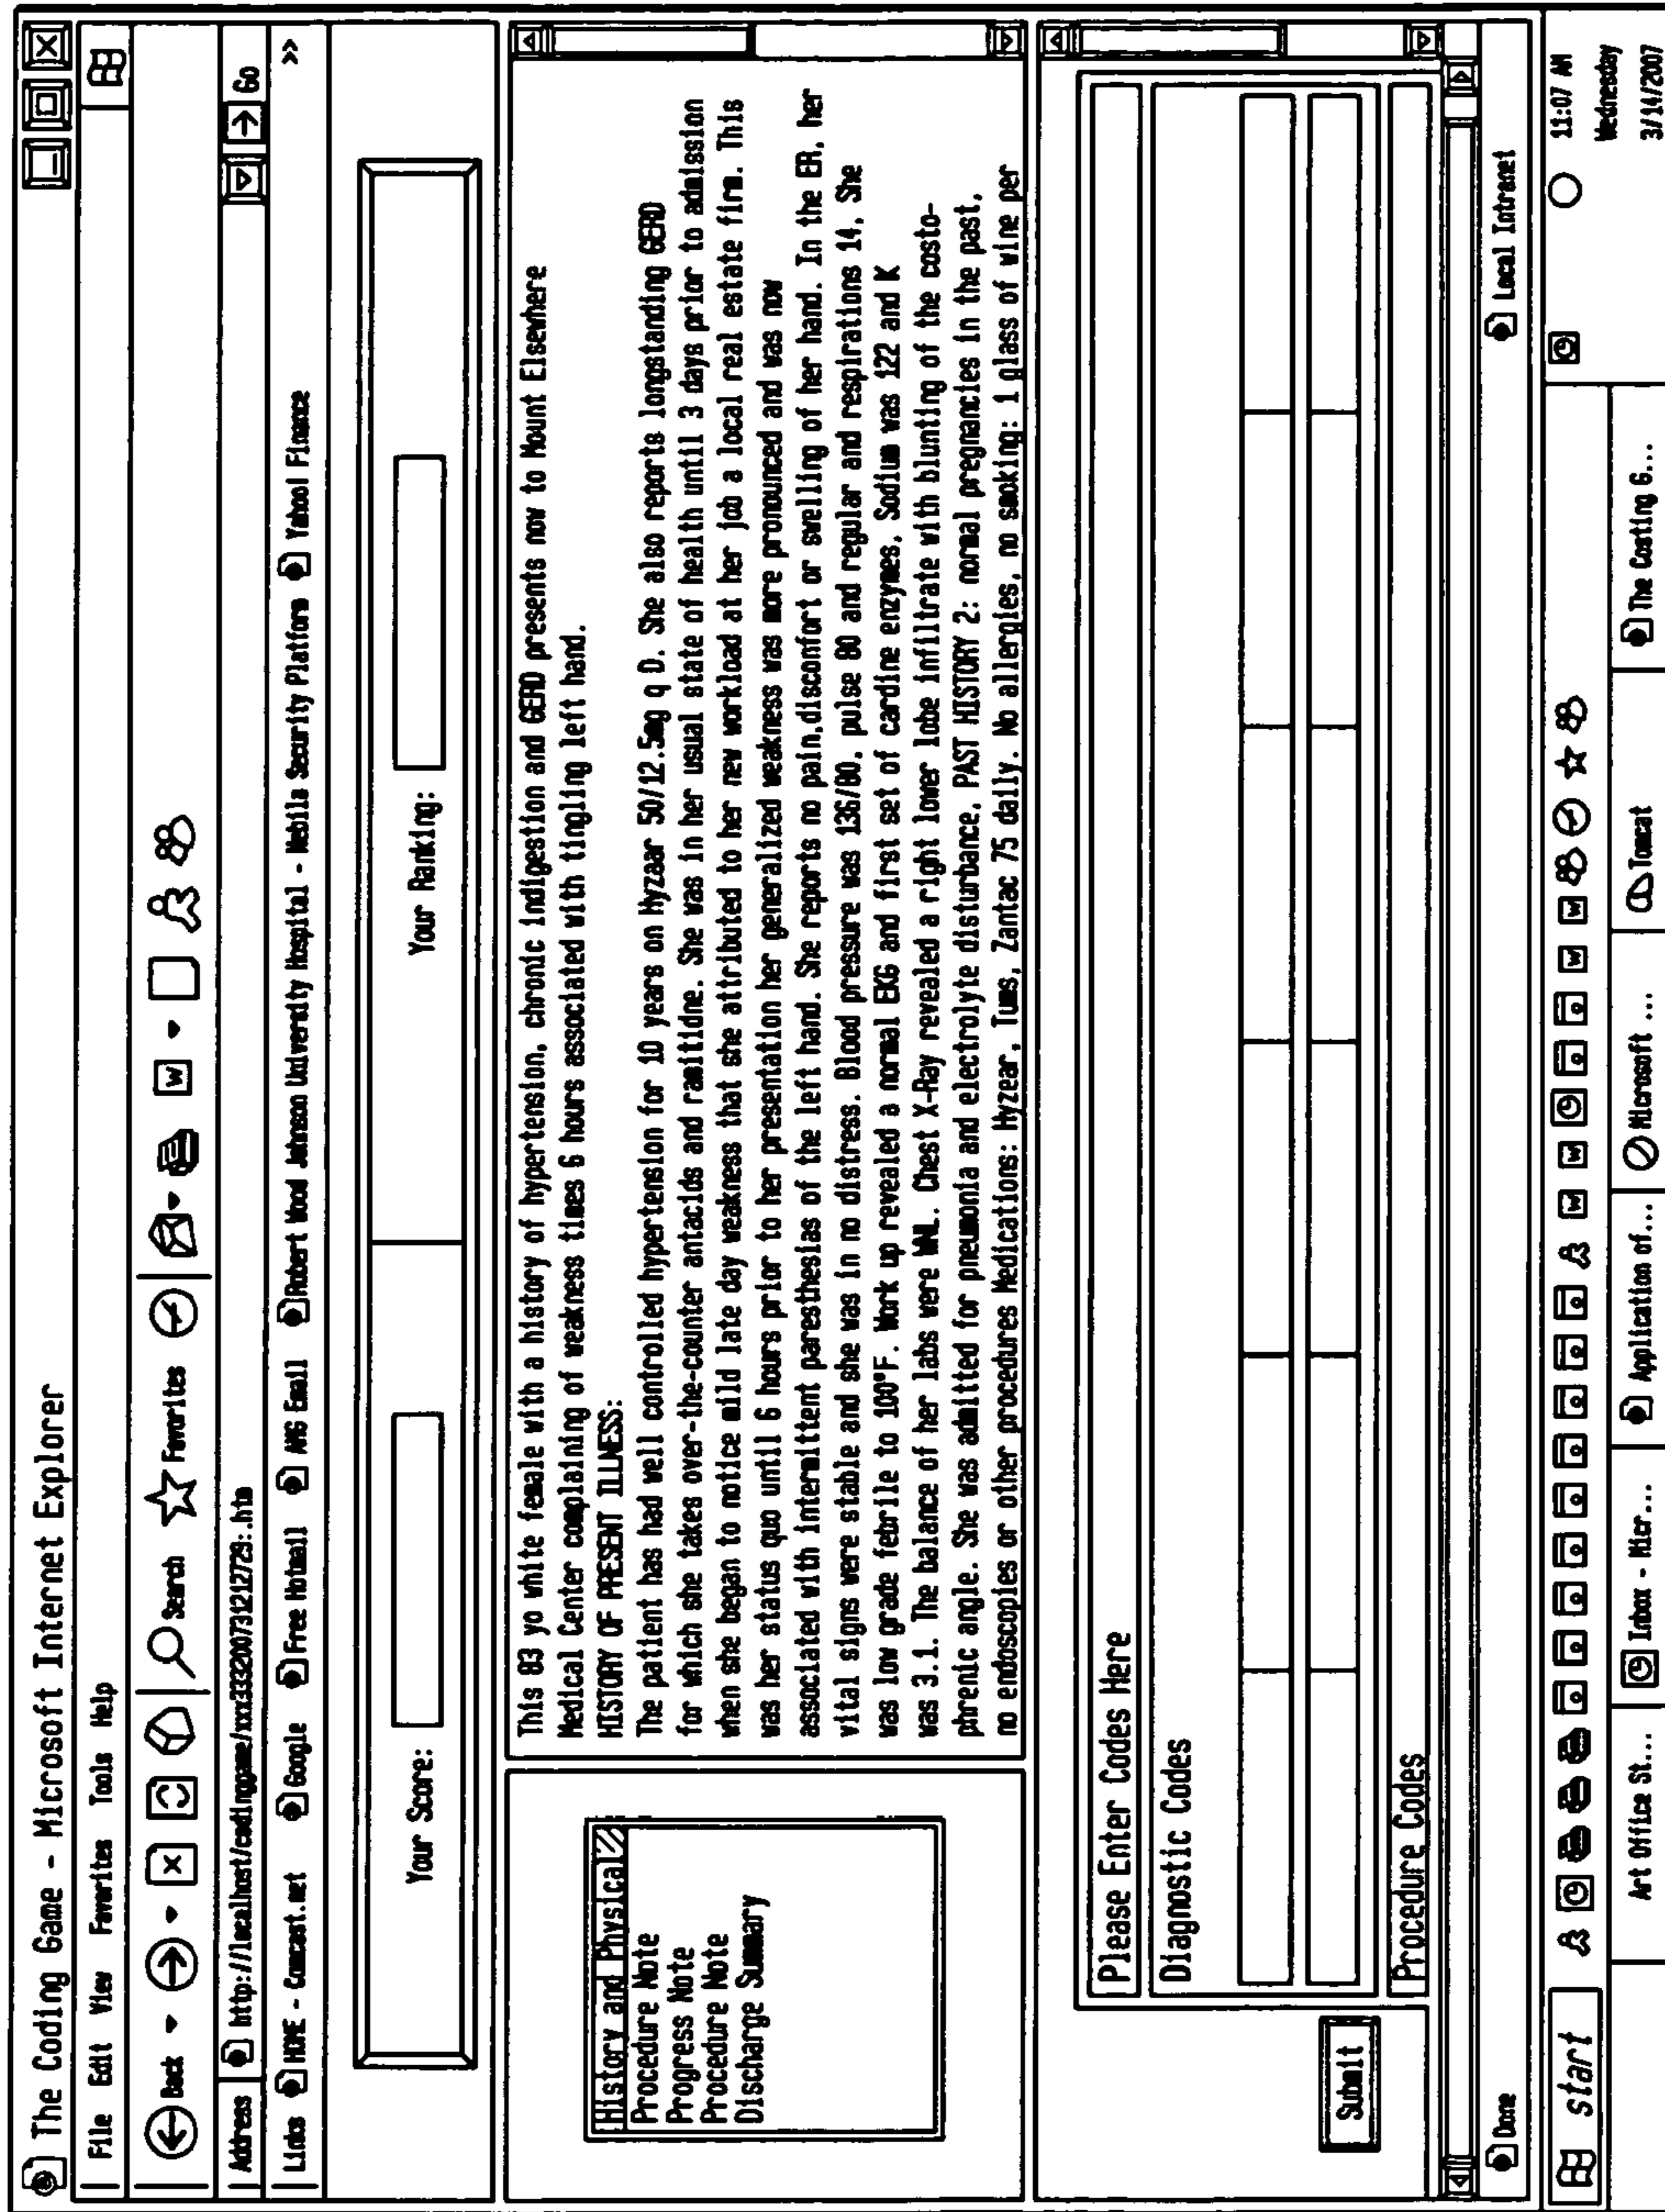 The Coding Game - Microsoft Internet Explorer
File Edit View Favorites Tools Help
Back Search Favorites
Address http://localhost/codinggame/xxx33320073121272729:.htm Go
Links HOME - Comcast.net Google Free Hotmail AMG Email Robert Wood Johnson University Hospital - Nebila Security Platform Yahool Finance >>
Your Score: Your Ranking:
History and Physical
Procedure Note
Progress Note
Procedure Note
Discharge Summary
This 83 yo white female with a history of hypertension, chronic indigestion and GERD presents now to Mount Elsewhere
Medical Center complaining of weakness times 6 hours associated with tingling left hand.
HISTORY OF PRESENT ILLNESS:
The patient has had well controlled hypertension for 10 years on Hyzaar 50/12.5mg q D. She also reports longstanding GERD
for which she takes over-the-counter antacids and ramitidne. She was in her usual state of health until 3 days prior to admission
when she began to notice mild late day weakness that she attributed to her new workload at her job a local real estate firm. This
was her status quo until 6 hours prior to her presentation her generalized weakness was more pronounced and was now
associated with intermittent paresthesias of the left hand. She reports no pain,discomfort or swelling of her hand. In the ER, her
vital signs were stable and she was in no distress. Blood pressure was 136/80, pulse 80 and regular and respirations 14, She
was low grade febrile to 100°F. Work up revealed a normal EKG and first set of cardine enzymes. Sodium was 122 and K
was 3.1. The balance of her labs were WNL. Chest X-Ray revealed a right lower lobe infiltrate with blunting of the costo-
phrenic angle. She was admitted for pneumonia and electrolyte disturbance, PAST HISTORY 2: normal pregnancies in the past,
no endoscopies or other procedures Medications: Hyzear, Tums, Zantac 75 daily. No allergies, no smoking: 1 glass of wine per
Please Enter Codes Here
Diagnostic Codes
Procedure Codes
Submit
Done Local Intranet
start 11:07 AM
Wednesday
3/14/2007
Art Office St... Inbox - Micr... Application of... Microsoft ... Tomcat The Costing G...